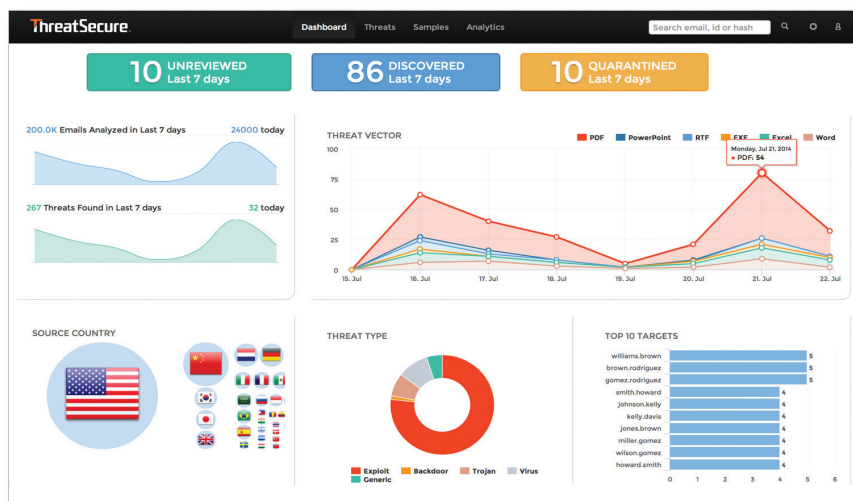 ThreatSecure.
Dashboard Threats Samples Analytics
Search email, id or hash
10 UNREVIEWED
Last 7 days
86 DISCOVERED
Last 7 days
10 QUARANTINED
Last 7 days
200.0K Emails Analyzed in Last 7 days 24000 today
267 Threats Found in Last 7 days 32 today
THREAT VECTOR
PDF PowerPoint RTF EXE Excel Word
Monday, Jul 21, 2014
PDF: 54
100
75
50
25
0
15. Jul 16. Jul 17. Jul 18. Jul 19. Jul 20. Jul 21. Jul 22. Jul
SOURCE COUNTRY
THREAT TYPE
Exploit Backdoor Trojan Virus
Generic
TOP 10 TARGETS
williams.brown 5
brown.rodriguez 5
gomez.rodriguez 5
smith.howard 4
johnson.kelly 4
kelly.davis 4
jones.brown 4
miller.gomez 4
wilson.gomez 4
howard.smith 4
0 1 2 3 4 5 6